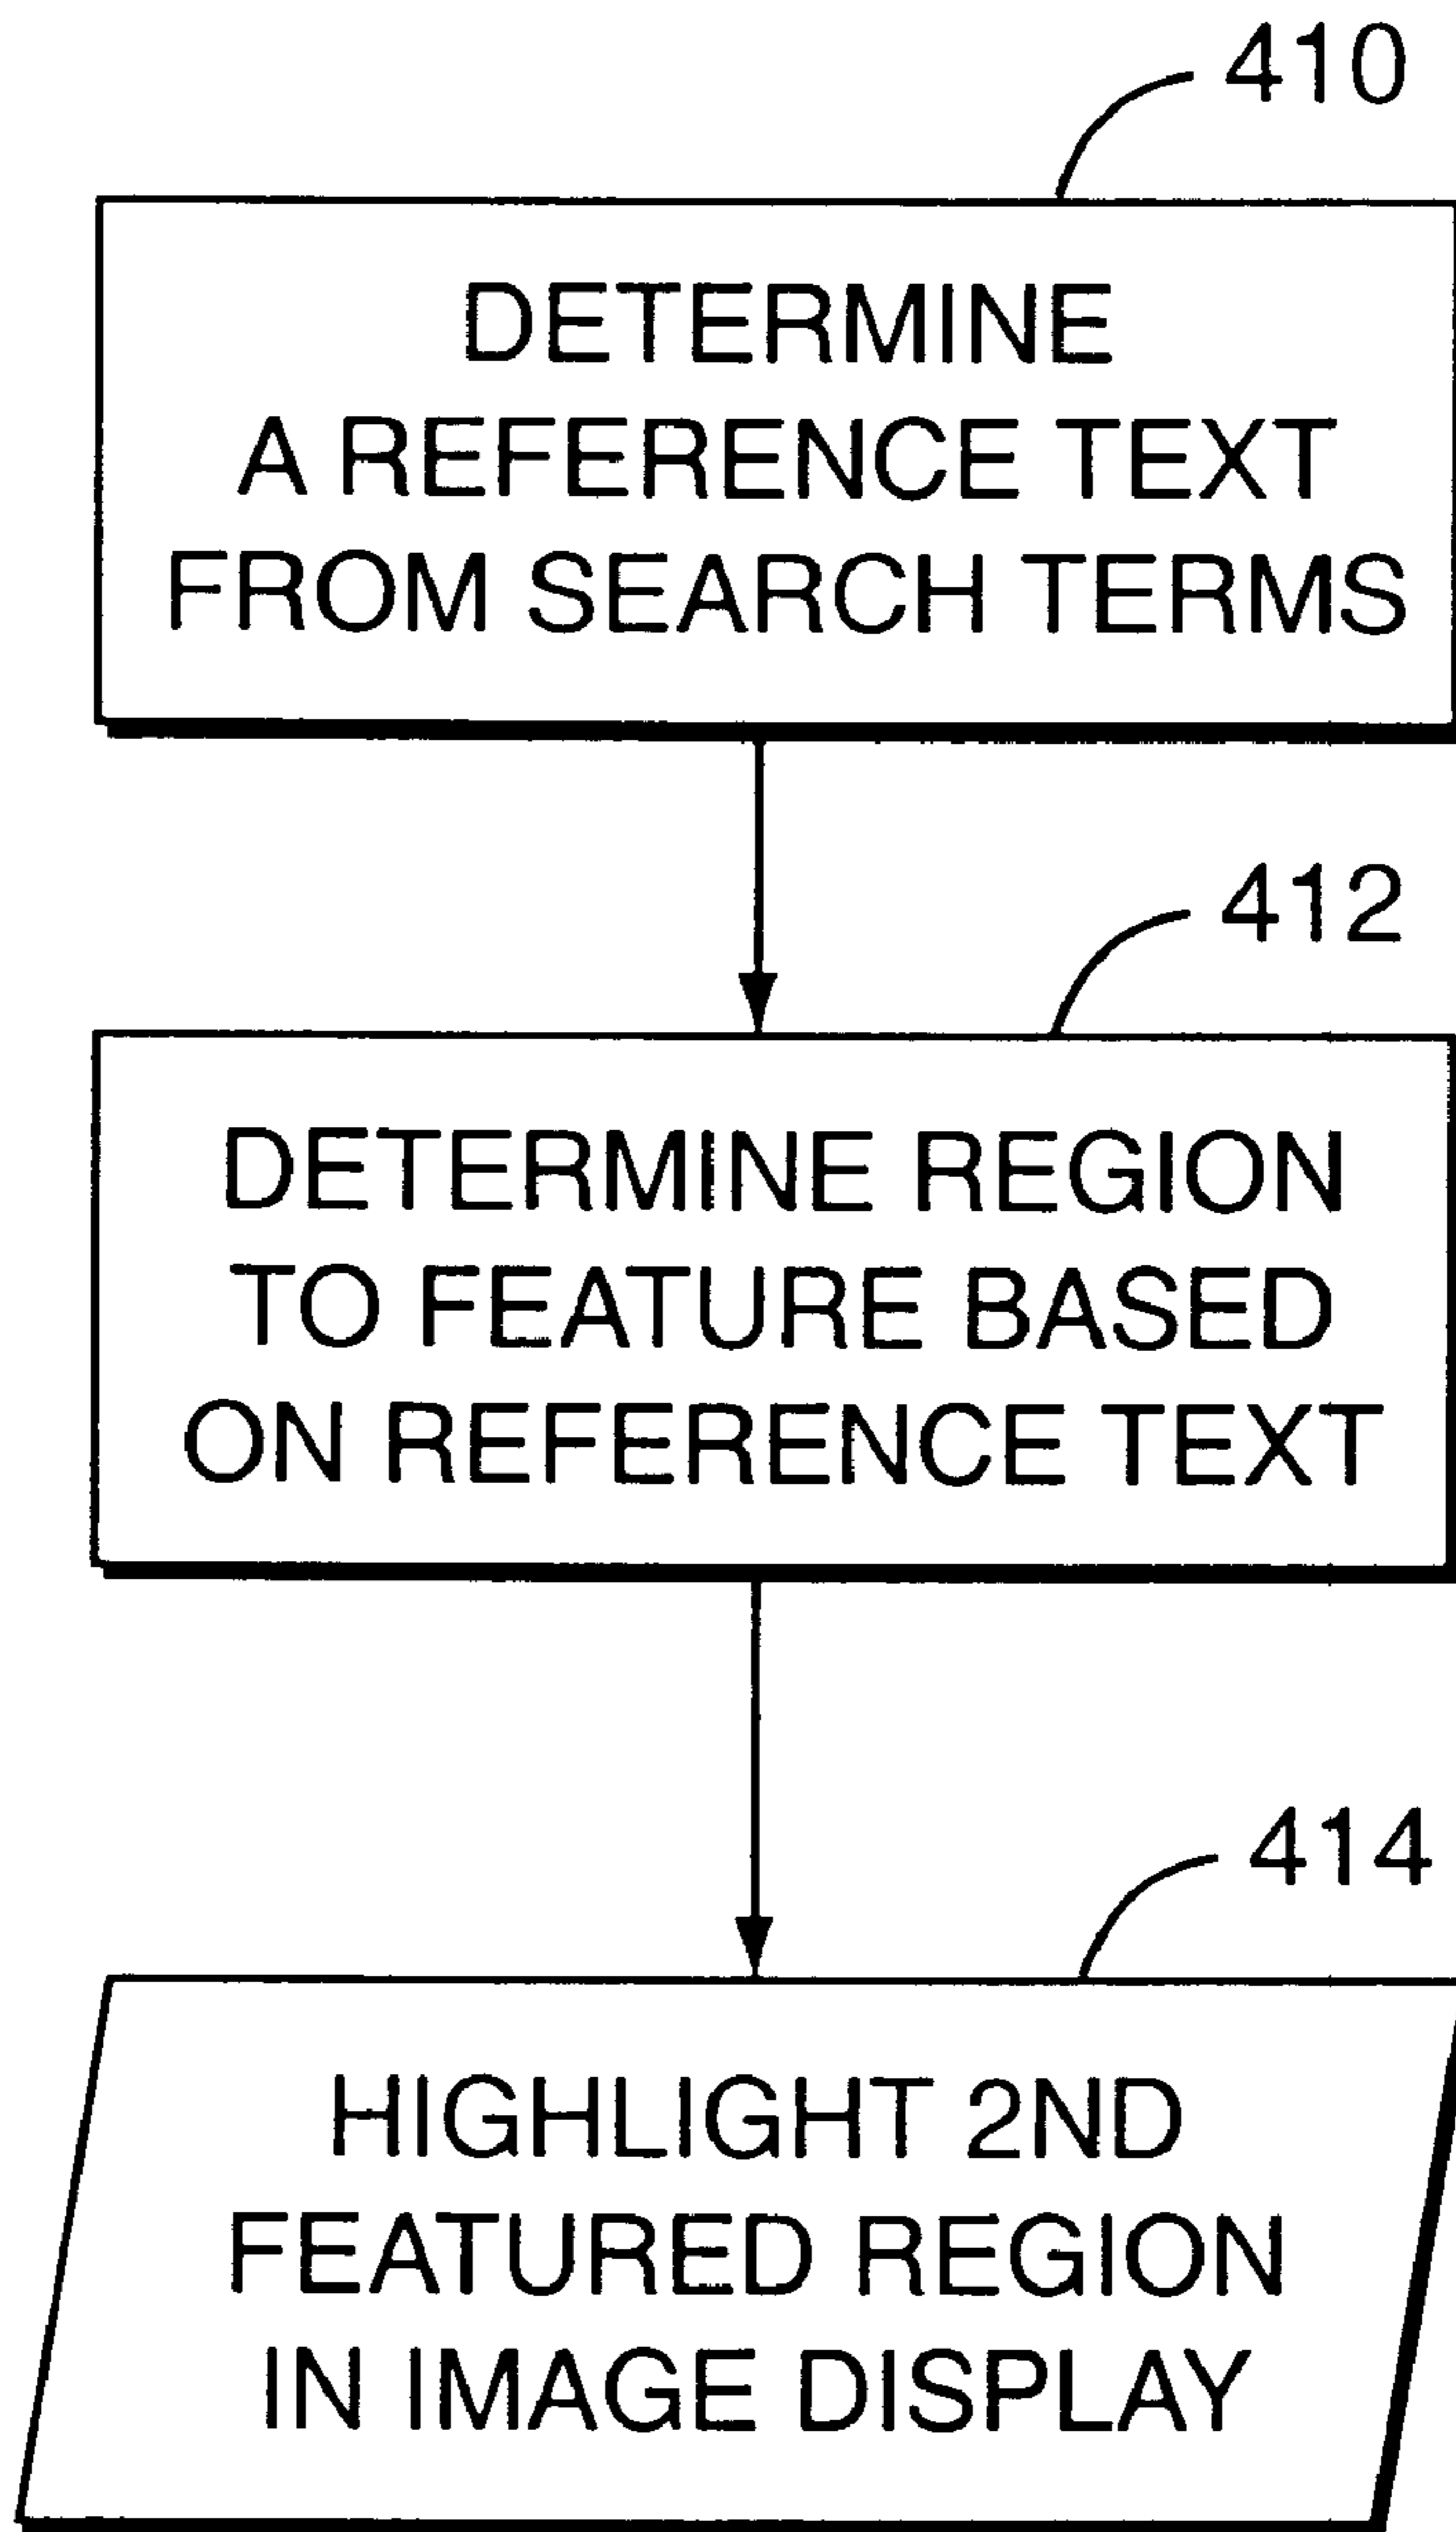 410
DETERMINE
A REFERENCE TEXT
FROM SEARCH TERMS
412
DETERMINE REGION
TO FEATURE BASED
ON REFERENCE TEXT
414
HIGHLIGHT 2ND
FEATURED REGION
IN IMAGE DISPLAY